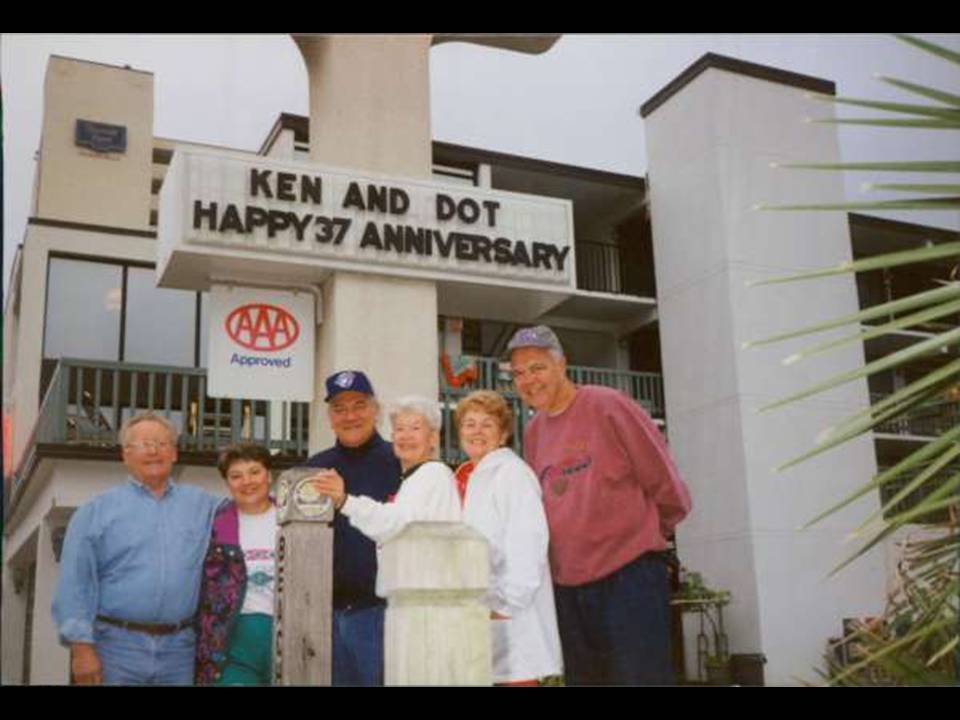 KEN AND DOT
HAPPY 37 ANNIVERSARY
AAA
Approved